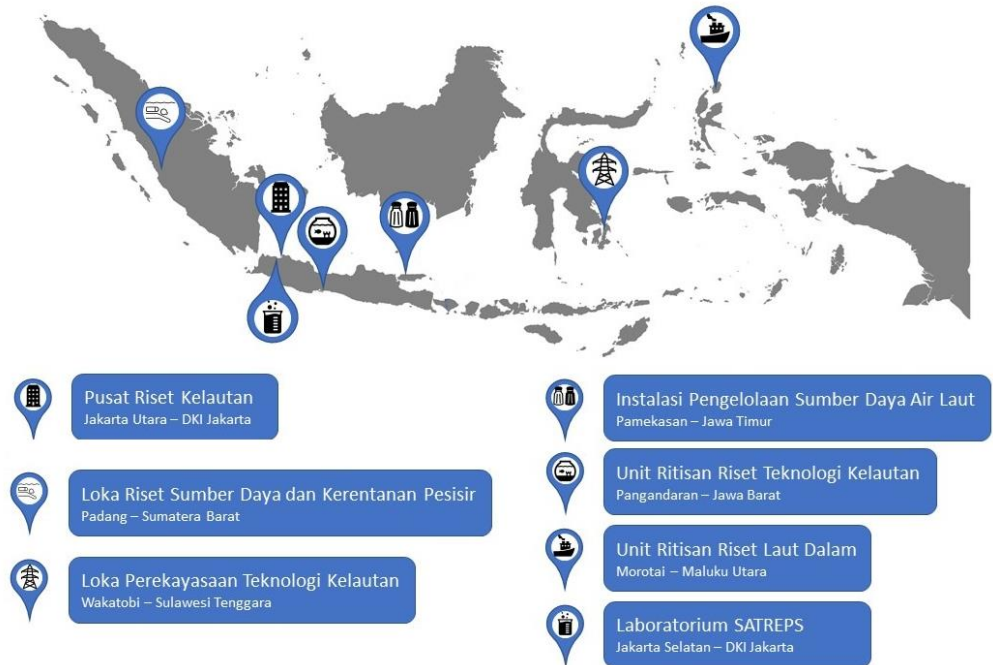 Pusat Riset Kelautan
Jakarta Utara – DKI Jakarta
Loka Riset Sumber Daya dan Kerentanan Pesisir
Padang – Sumatera Barat
Loka Perekayasaan Teknologi Kelautan
Wakatobi – Sulawesi Tenggara
Instalasi Pengelolaan Sumber Daya Air Laut
Pamekasan – Jawa Timur
Unit Ritisan Riset Teknologi Kelautan
Pangandaran – Jawa Barat
Unit Ritisan Riset Laut Dalam
Morotai – Maluku Utara
Laboratorium SATREPS
Jakarta Selatan – DKI Jakarta